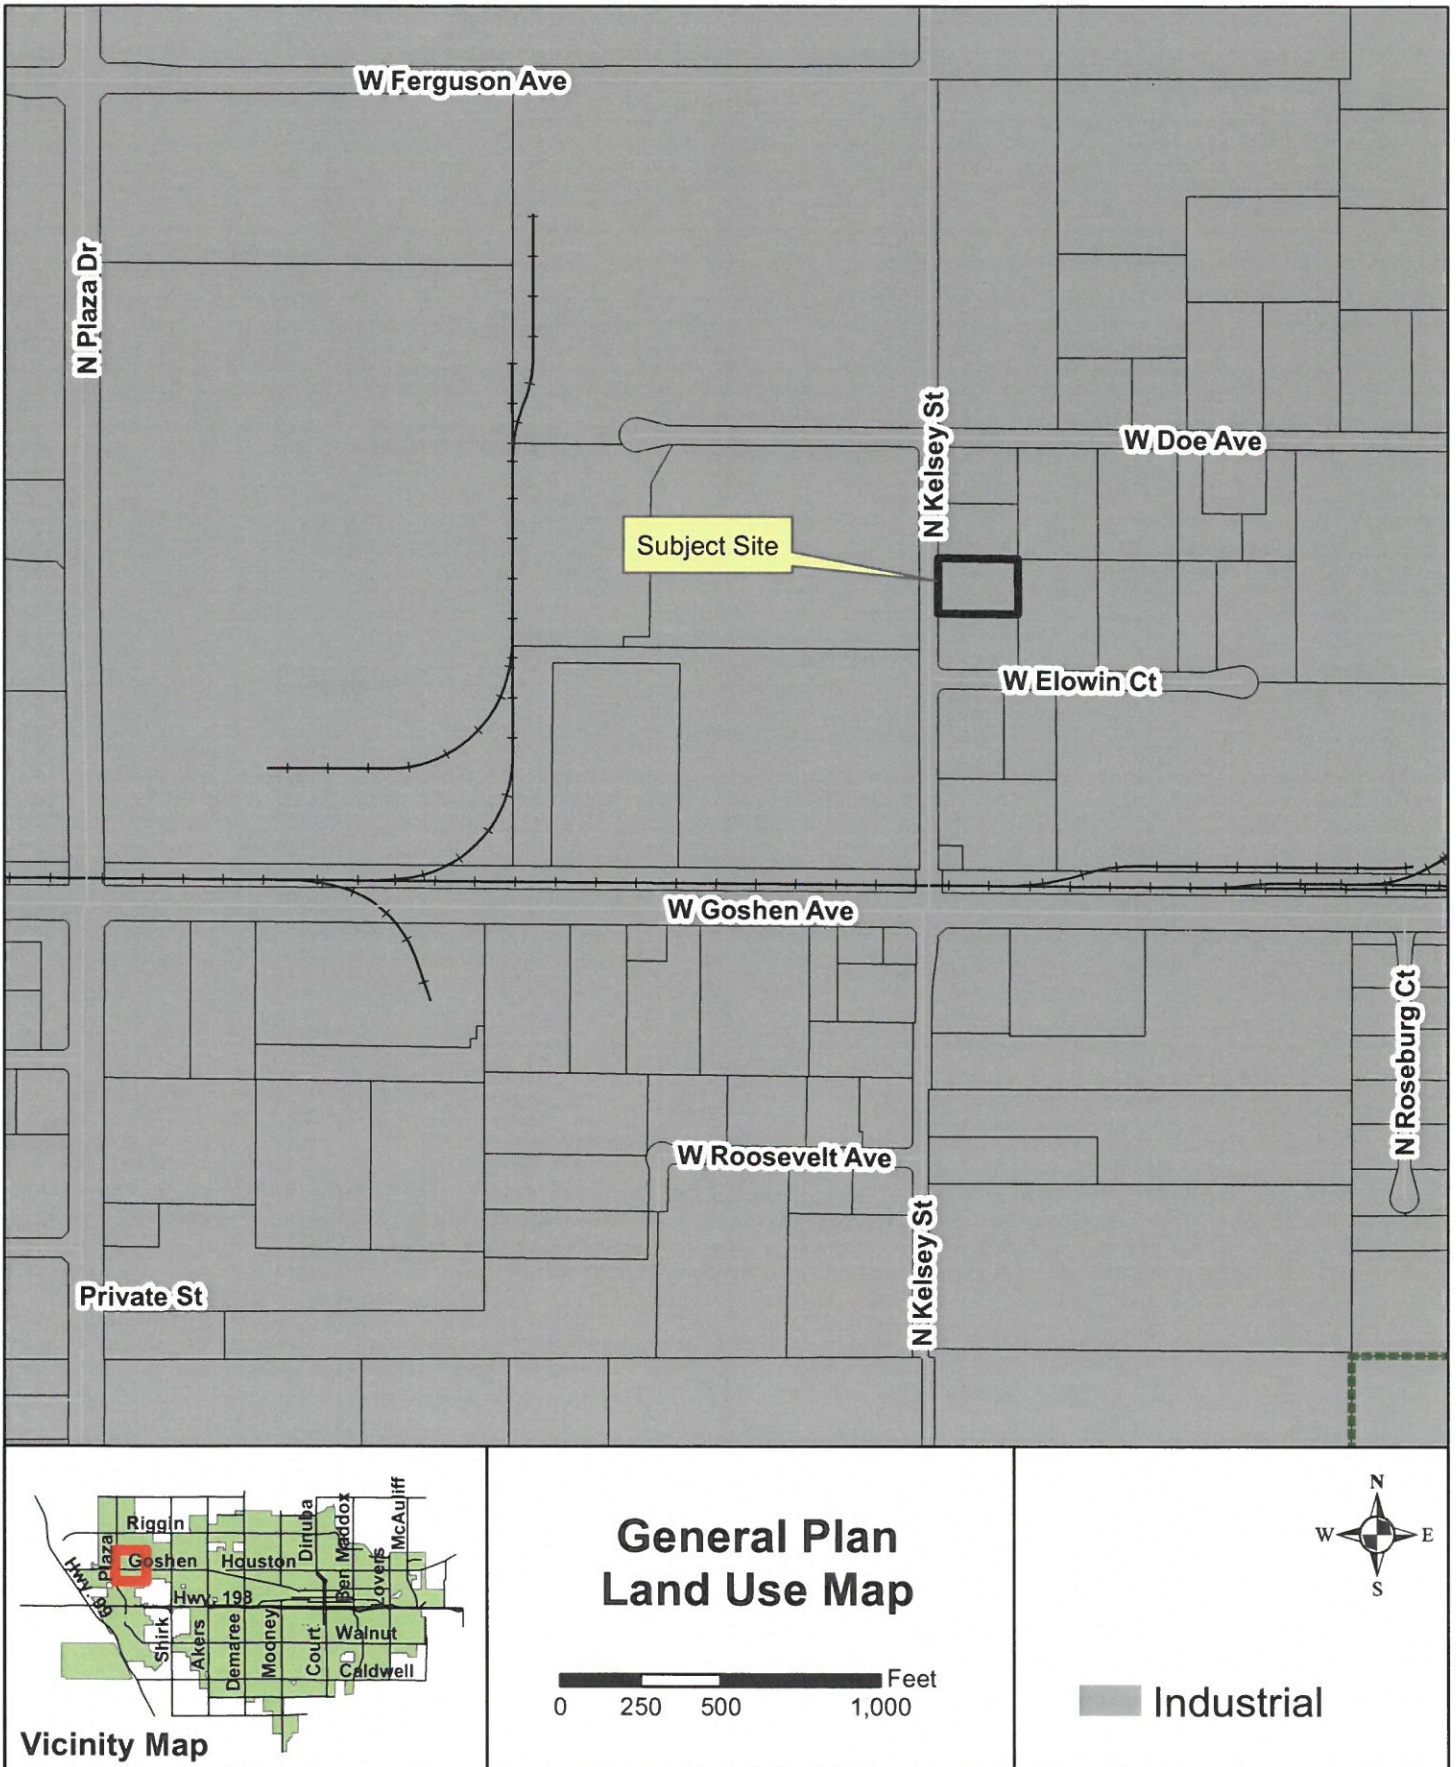 W Ferguson Ave
N Plaza Dr
N Kelsey St
W Doe Ave
Subject Site
W Elowin Ct
W Goshen Ave
N Roseburg Ct
W Roosevelt Ave
N Kelsey St
Private St
Riggin
Plaza
Goshen
Houston
Dinuba
Ben Maddox
Lovers
McAuliff
Hwy. 99
Hwy. 198
Shirk
Akers
Demaree
Mooney
Court
Walnut
Caldwell
Vicinity Map
General Plan
Land Use Map
Feet
0 250 500 1,000
N
W E
S
Industrial